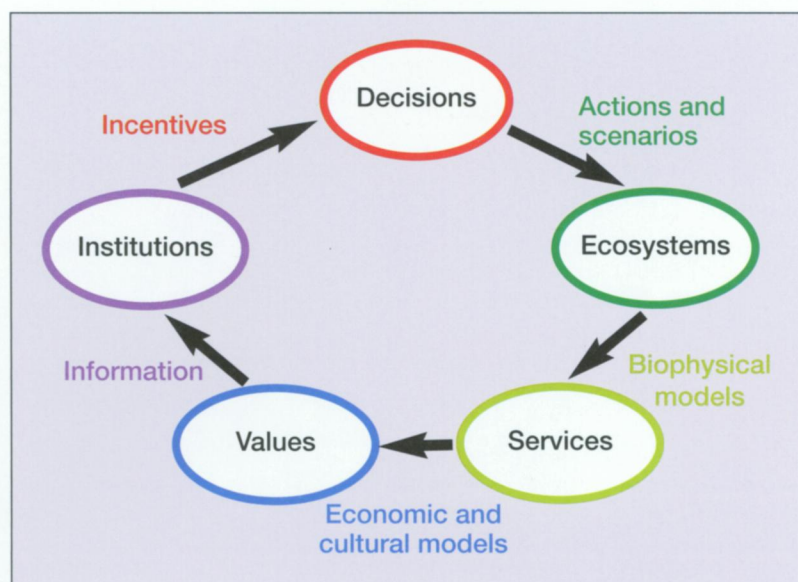 Decisions
Incentives
Actions and
scenarios
Institutions
Ecosystems
Information
Biophysical
models
Values
Services
Economic and
cultural models